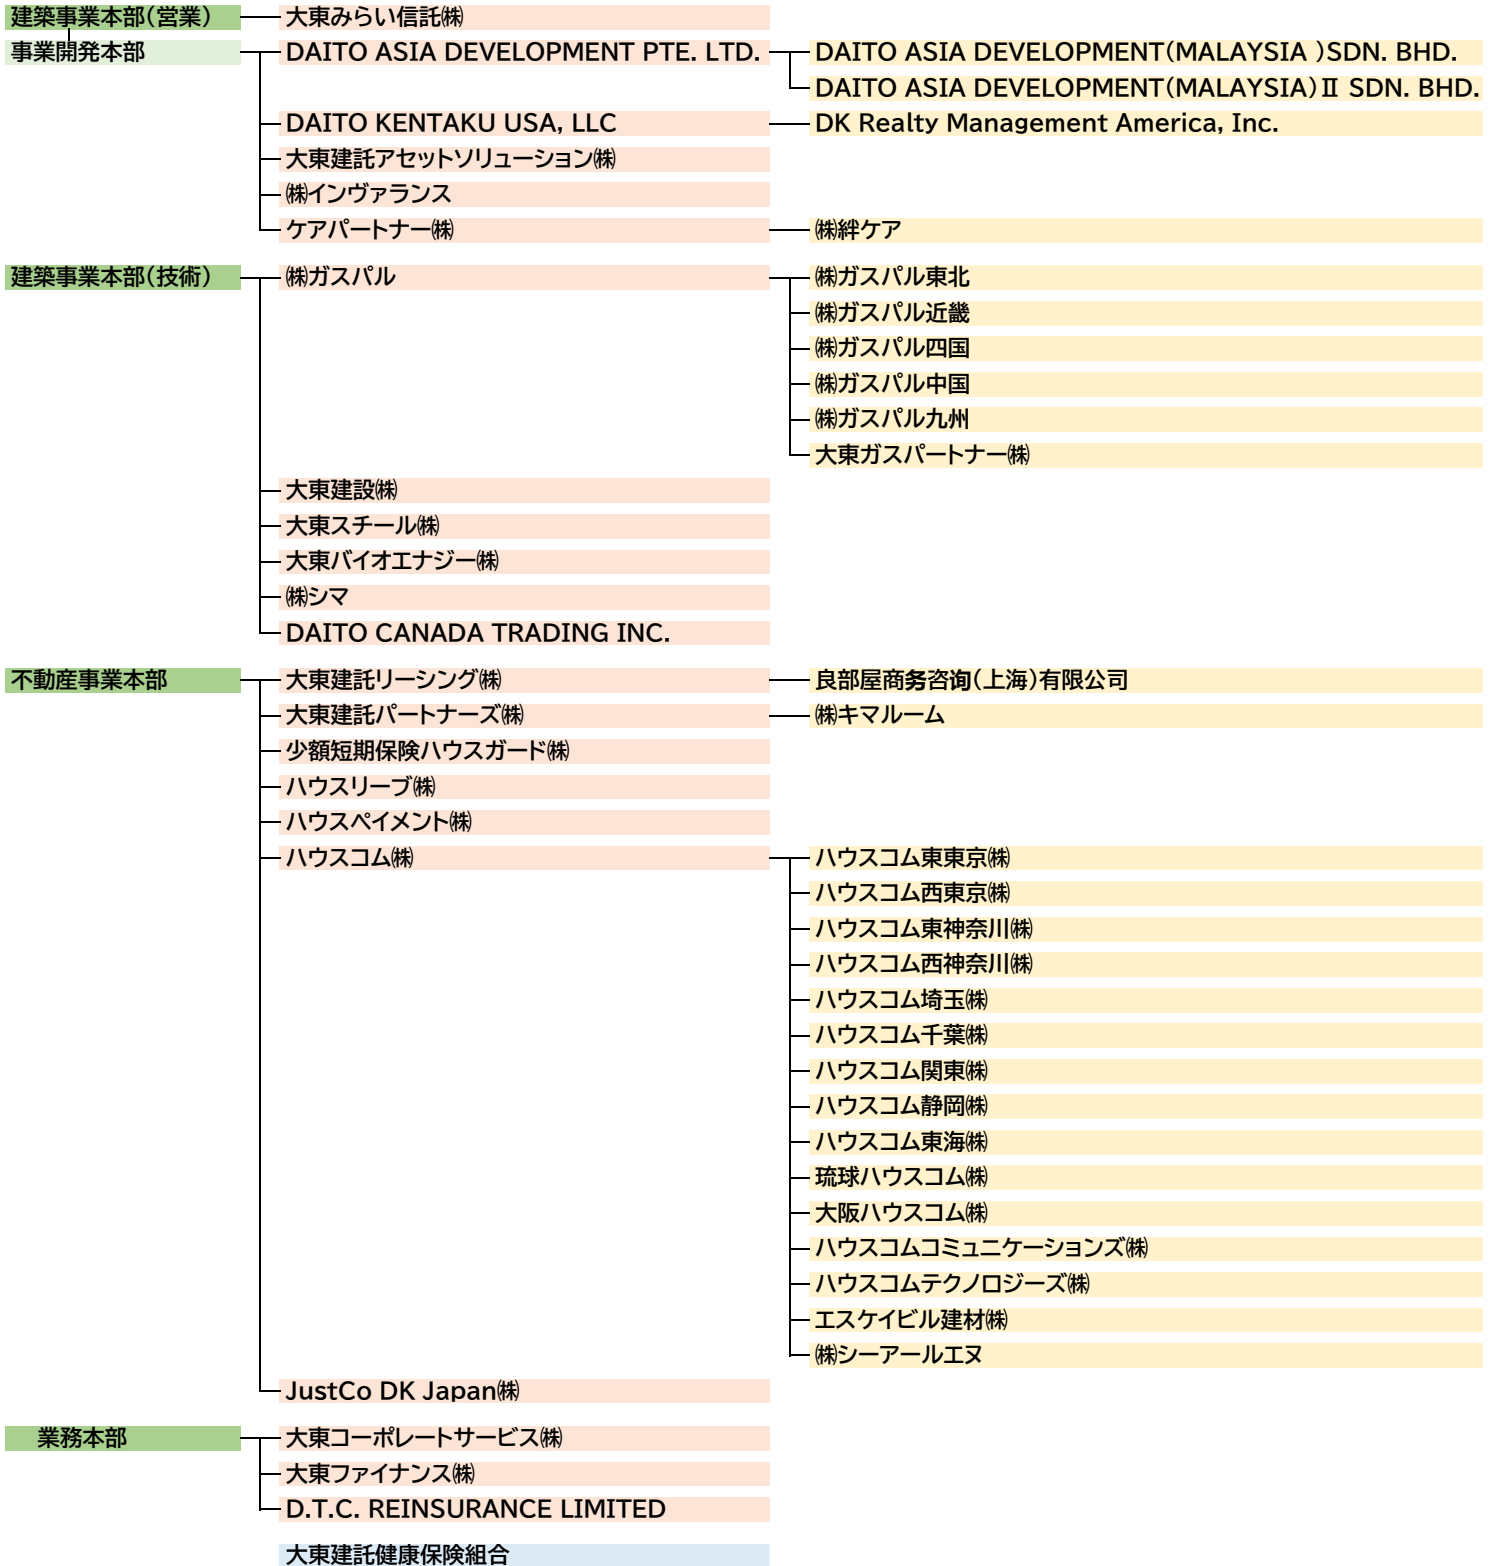 建築事業本部(営業)
大東みらい信託㈱
事業開発本部
DAITO ASIA DEVELOPMENT PTE. LTD.
DAITO ASIA DEVELOPMENT(MALAYSIA )SDN. BHD.
DAITO ASIA DEVELOPMENT(MALAYSIA)Ⅱ SDN. BHD.
DAITO KENTAKU USA, LLC
DK Realty Management America, Inc.
大東建託アセットソリューション㈱
㈱インヴァランス
ケアパートナー㈱
㈱絆ケア
建築事業本部(技術)
㈱ガスパル
㈱ガスパル東北
㈱ガスパル近畿
㈱ガスパル四国
㈱ガスパル中国
㈱ガスパル九州
大東ガスパートナー㈱
大東建設㈱
大東スチール㈱
大東バイオエナジー㈱
㈱シマ
DAITO CANADA TRADING INC.
不動産事業本部
大東建託リーシング㈱
良部屋商务咨询(上海)有限公司
大東建託パートナーズ㈱
㈱キマルーム
少額短期保険ハウスガード㈱
ハウスリーブ㈱
ハウスペイメント㈱
ハウスコム㈱
ハウスコム東東京㈱
ハウスコム西東京㈱
ハウスコム東神奈川㈱
ハウスコム西神奈川㈱
ハウスコム埼玉㈱
ハウスコム千葉㈱
ハウスコム関東㈱
ハウスコム静岡㈱
ハウスコム東海㈱
琉球ハウスコム㈱
大阪ハウスコム㈱
ハウスコムコミュニケーションズ㈱
ハウスコムテクノロジーズ㈱
エスケイビル建材㈱
㈱シーアールエヌ
JustCo DK Japan㈱
業務本部
大東コーポレートサービス㈱
大東ファイナンス㈱
D.T.C. REINSURANCE LIMITED
大東建託健康保険組合